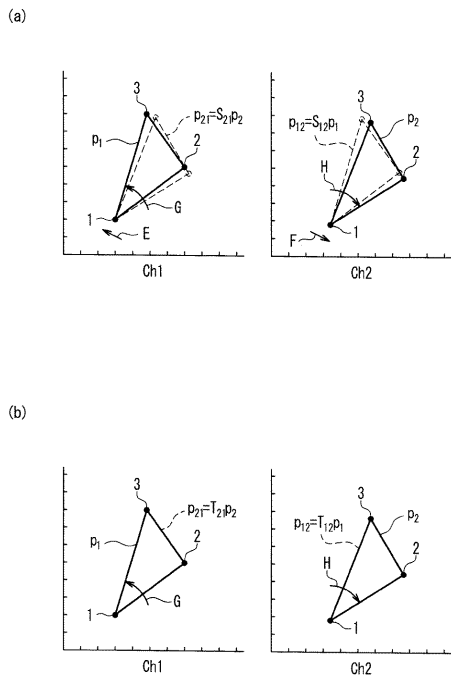 (a)
3
p₂₁=S₂₁p₂
p₁
2
1
G
E
Ch1
3
p₁₂=S₁₂p₁
p₂
H
2
F
1
Ch2
(b)
3
p₂₁=T₂₁p₂
p₁
2
1
G
Ch1
3
p₁₂=T₁₂p₁
p₂
H
2
1
Ch2